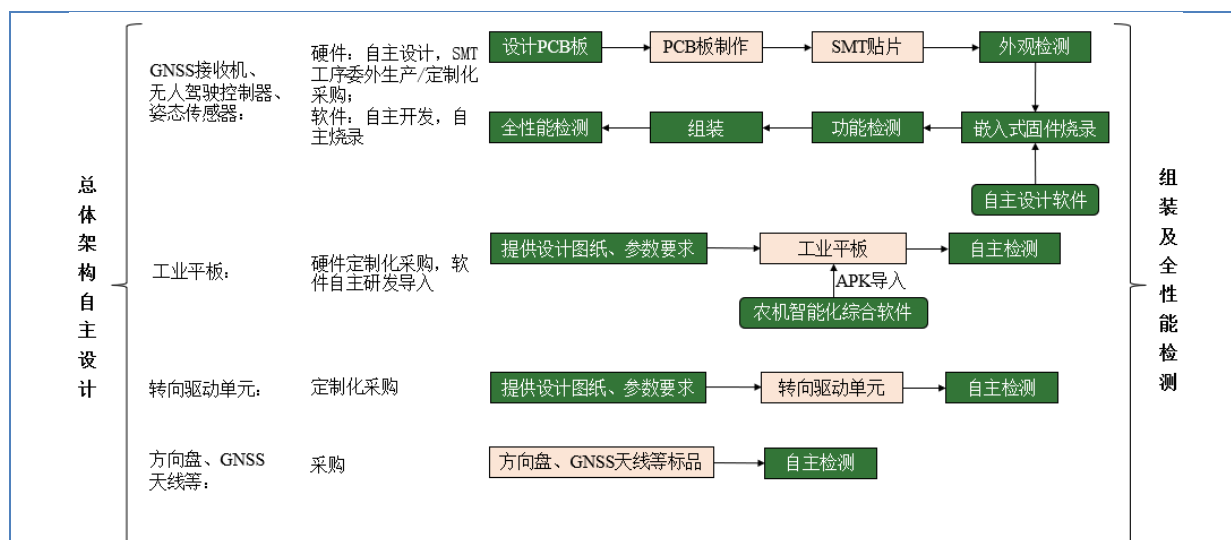 总体架构自主设计
GNSS接收机、
无人驾驶控制器、
姿态传感器：
硬件：自主设计，SMT
工序委外生产/定制化
采购；
软件：自主开发，自
主烧录
设计PCB板
PCB板制作
SMT贴片
外观检测
全性能检测
组装
功能检测
嵌入式固件烧录
自主设计软件
工业平板：
硬件定制化采购，软
件自主研发导入
提供设计图纸、参数要求
工业平板
自主检测
APK导入
农机智能化综合软件
转向驱动单元：
定制化采购
提供设计图纸、参数要求
转向驱动单元
自主检测
方向盘、GNSS
天线等：
采购
方向盘、GNSS天线等标品
自主检测
组装及全性能检测